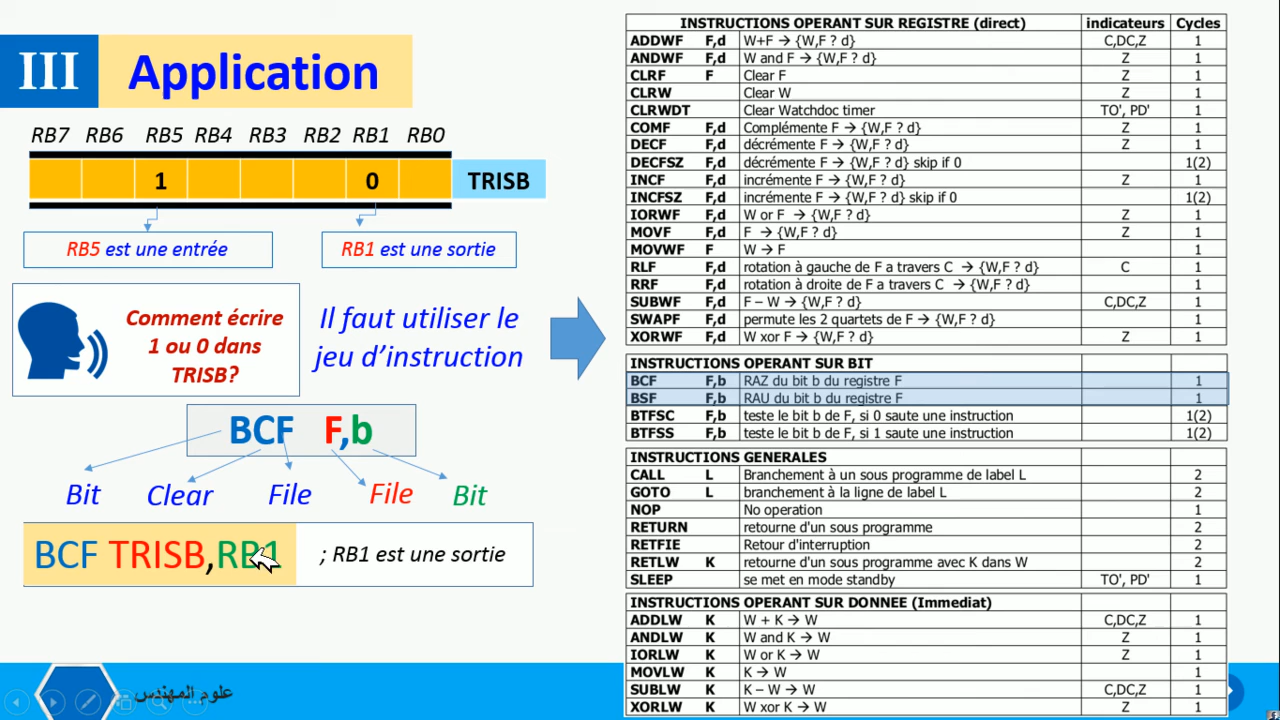 III Application
RB7 RB6 RB5 RB4 RB3 RB2 RB1 RB0
1 0 TRISB
RB5 est une entrée
RB1 est une sortie
Comment écrire
1 ou 0 dans
TRISB?
Il faut utiliser le
jeu d'instruction
BCF F,b
Bit Clear File File Bit
BCF TRISB,RB1 ; RB1 est une sortie
علوم المهندس
INSTRUCTIONS OPERANT SUR REGISTRE (direct) indicateurs Cycles
ADDWF F,d W+F → {W,F ? d} C,DC,Z 1
ANDWF F,d W and F → {W,F ? d} Z 1
CLRF F Clear F Z 1
CLRW Clear W Z 1
CLRWDT Clear Watchdoc timer TO', PD' 1
COMF F,d Complémente F → {W,F ? d} Z 1
DECF F,d décrémente F → {W,F ? d} Z 1
DECFSZ F,d décrémente F → {W,F ? d} skip if 0 1(2)
INCF F,d incrémente F → {W,F ? d} Z 1
INCFSZ F,d incrémente F → {W,F ? d} skip if 0 1(2)
IORWF F,d W or F → {W,F ? d} Z 1
MOVF F,d F → {W,F ? d} Z 1
MOVWF F W → F 1
RLF F,d rotation à gauche de F a travers C → {W,F ? d} C 1
RRF F,d rotation à droite de F a travers C → {W,F ? d} 1
SUBWF F,d F – W → {W,F ? d} C,DC,Z 1
SWAPF F,d permute les 2 quartets de F → {W,F ? d} 1
XORWF F,d W xor F → {W,F ? d} Z 1
INSTRUCTIONS OPERANT SUR BIT
BCF F,b RAZ du bit b du registre F 1
BSF F,b RAU du bit b du registre F 1
BTFSC F,b teste le bit b de F, si 0 saute une instruction 1(2)
BTFSS F,b teste le bit b de F, si 1 saute une instruction 1(2)
INSTRUCTIONS GENERALES
CALL L Branchement à un sous programme de label L 2
GOTO L branchement à la ligne de label L 2
NOP No operation 1
RETURN retourne d'un sous programme 2
RETFIE Retour d'interruption 2
RETLW K retourne d'un sous programme avec K dans W 2
SLEEP se met en mode standby TO', PD' 1
INSTRUCTIONS OPERANT SUR DONNEE (Immediat)
ADDLW K W + K → W C,DC,Z 1
ANDLW K W and K → W Z 1
IORLW K W or K → W Z 1
MOVLW K K → W 1
SUBLW K K – W → W C,DC,Z 1
XORLW K W xor K → W Z 1